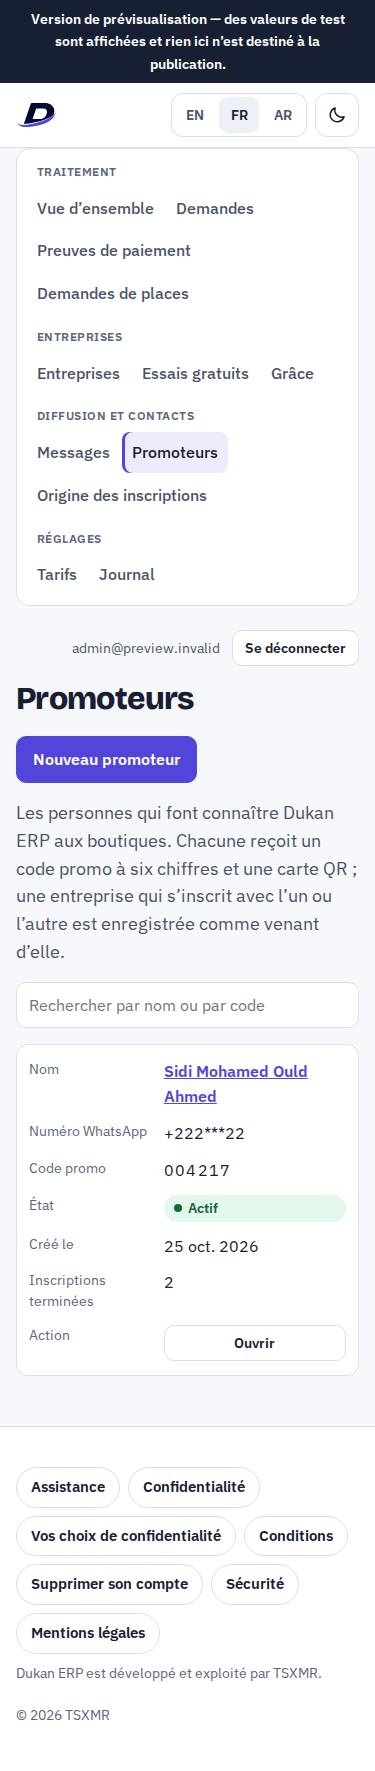 Version de prévisualisation — des valeurs de test
sont affichées et rien ici n’est destiné à la
publication.
D
EN FR AR
TRAITEMENT
Vue d’ensemble Demandes
Preuves de paiement
Demandes de places
ENTREPRISES
Entreprises Essais gratuits Grâce
DIFFUSION ET CONTACTS
Messages Promoteurs
Origine des inscriptions
RÉGLAGES
Tarifs Journal
admin@preview.invalid Se déconnecter
Promoteurs
Nouveau promoteur
Les personnes qui font connaître Dukan
ERP aux boutiques. Chacune reçoit un
code promo à six chiffres et une carte QR ;
une entreprise qui s’inscrit avec l’un ou
l’autre est enregistrée comme venant
d’elle.
Rechercher par nom ou par code
Nom Sidi Mohamed Ould
Ahmed
Numéro WhatsApp +222***22
Code promo 004217
État Actif
Créé le 25 oct. 2026
Inscriptions 2
terminées
Action Ouvrir
Assistance Confidentialité
Vos choix de confidentialité Conditions
Supprimer son compte Sécurité
Mentions légales
Dukan ERP est développé et exploité par TSXMR.
© 2026 TSXMR